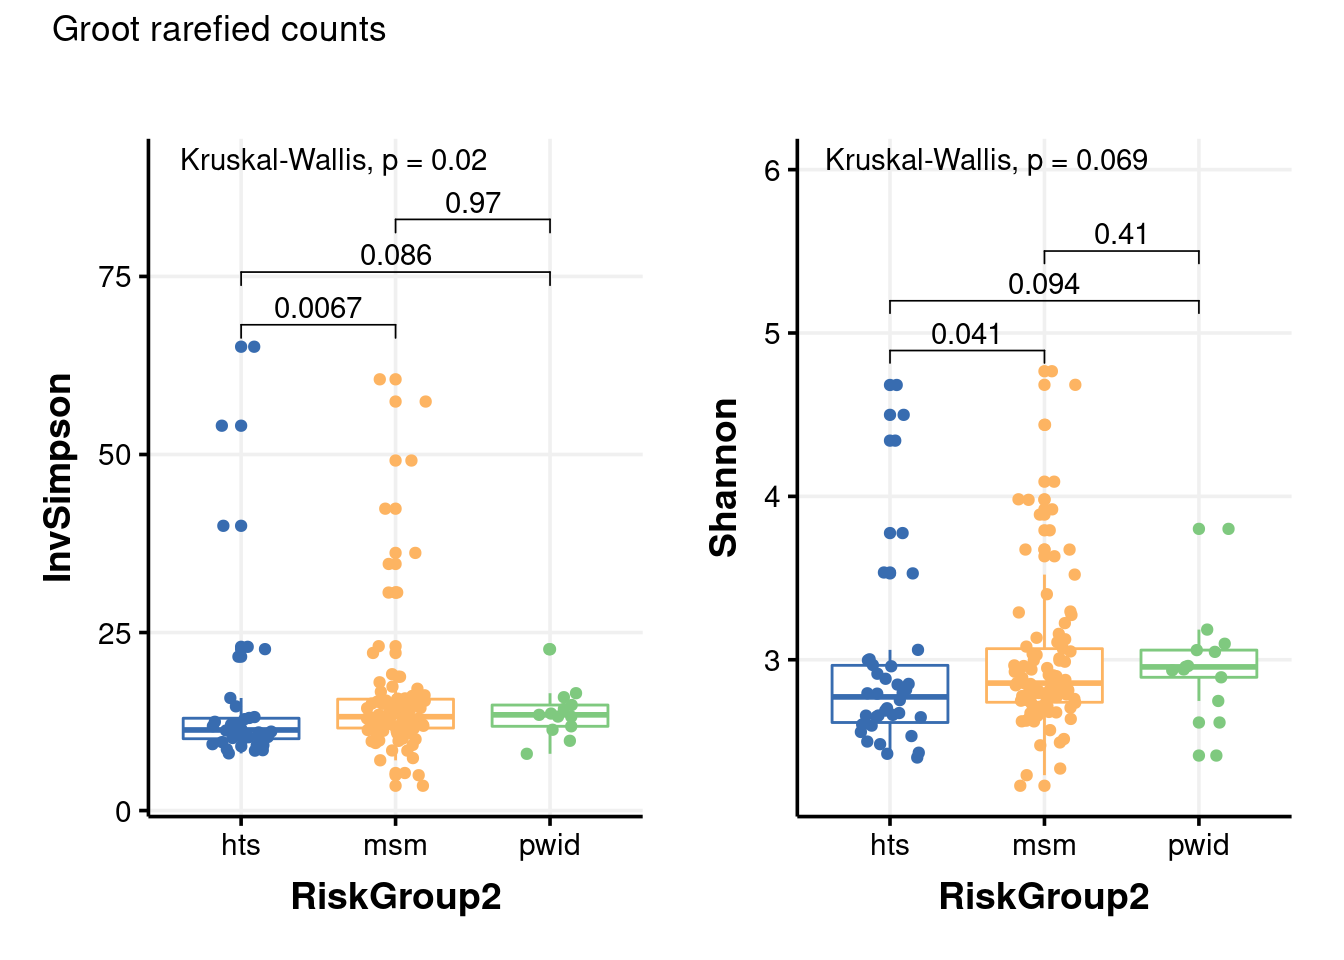 Groot rarefied counts
Kruskal-Wallis, p = 0.02
0.97
0.086
0.0067
75
50
25
0
InvSimpson
hts
msm
pwid
RiskGroup2
Kruskal-Wallis, p = 0.069
0.41
0.094
0.041
6
5
4
3
Shannon
hts
msm
pwid
RiskGroup2